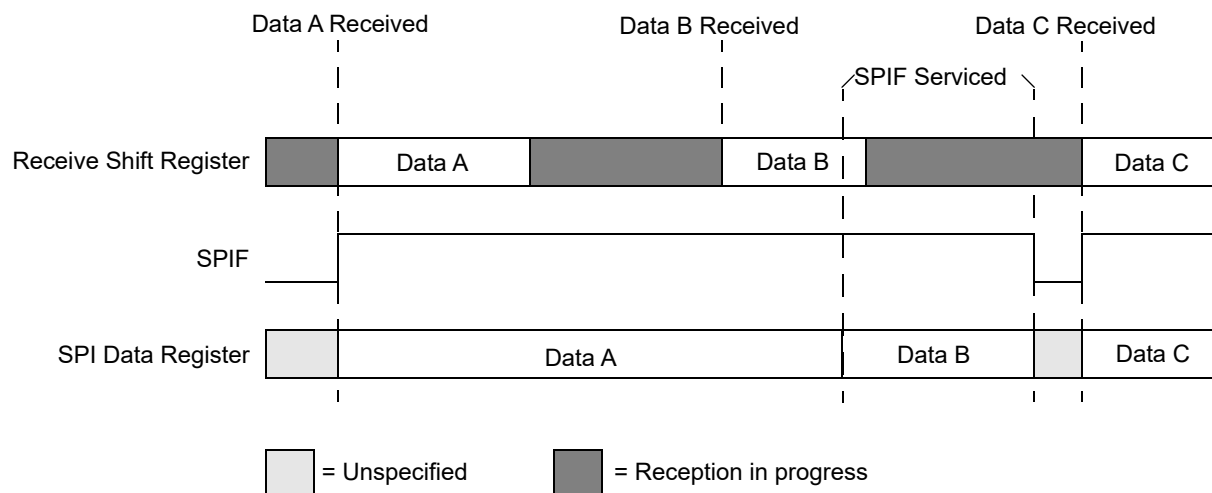 Data A Received
Data B Received
Data C Received
SPIF Serviced
Receive Shift Register
Data A
Data B
Data C
SPIF
SPI Data Register
Data A
Data B
Data C
= Unspecified
= Reception in progress